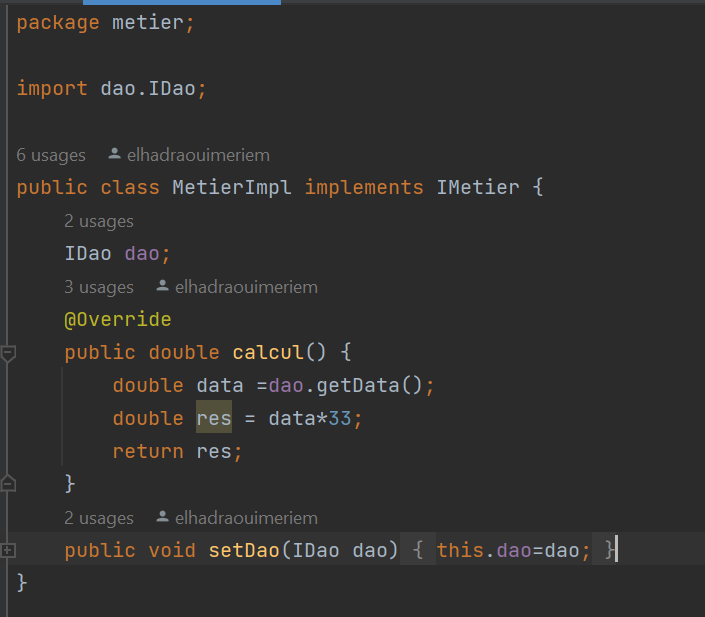 package metier;
import dao.IDao;
6 usages elhadraouimeriem
public class MetierImpl implements IMetier {
2 usages
IDao dao;
3 usages elhadraouimeriem
@Override
public double calcul() {
double data =dao.getData();
double res = data*33;
return res;
}
2 usages elhadraouimeriem
public void setDao(IDao dao) { this.dao=dao; }
}